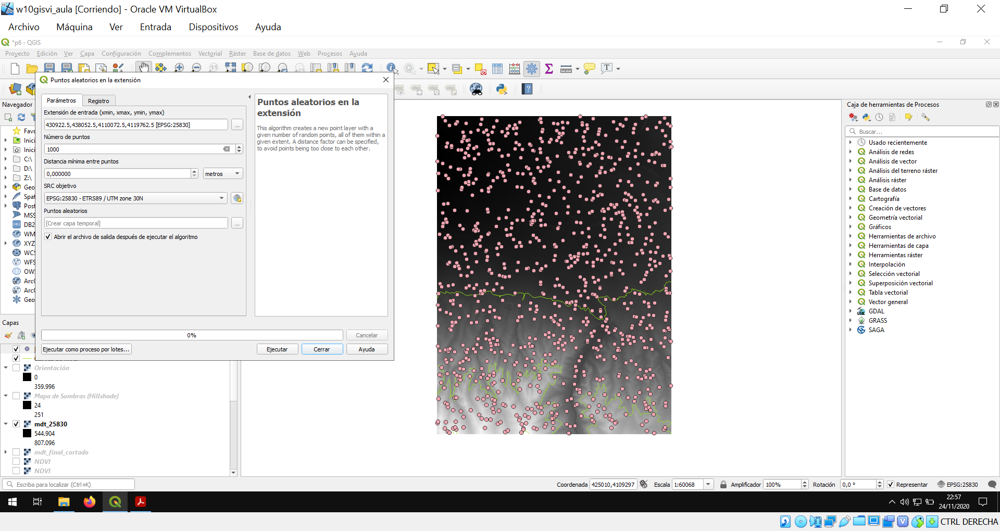 w10gisvi_aula [Corriendo] - Oracle VM VirtualBox
Archivo Máquina Ver Entrada Dispositivos Ayuda
*p6 - QGIS
Proyecto Edición Ver Capa Configuración Complementos Vectorial Ráster Base de datos Web Procesos Ayuda
Puntos aleatorios en la extensión
Parámetros Registro
Extensión de entrada (xmin, xmax, ymin, ymax)
430922.5,438052.5,4110072.5,4119762.5 [EPSG:25830]
...
Número de puntos
1000
Distancia mínima entre puntos
0,000000 metros
SRC objetivo
EPSG:25830 - ETRS89 / UTM zone 30N
Puntos aleatorios
[Crear capa temporal]
...
Abrir el archivo de salida después de ejecutar el algoritmo
Puntos aleatorios en la
extensión
This algorithm creates a new point layer with a
given number of random points, all of them within a
given extent. A distance factor can be specified,
to avoid points being too close to each other.
0%
Cancelar
Ejecutar como proceso por lotes...
Ejecutar Cerrar Ayuda
Navegador
Favo
Inici
Inici
C:\
D:\
Z:\
Geo
Spat
Post
MSS
DB2
WM
XYZ
WCS
WFS
OW
ArcG
ArcG
Geo
Capas
Orientación
0
359.996
Mapa de Sombras (Hillshade)
24
251
mdt_25830
544.904
807.096
mdt_final_cortado
NDVI
NDVI
Caja de herramientas de Procesos
Buscar...
Usado recientemente
Análisis de redes
Análisis de vector
Análisis del terreno ráster
Análisis ráster
Base de datos
Cartografía
Creación de vectores
Geometría vectorial
Gráficos
Herramientas de archivo
Herramientas de capa
Herramientas ráster
Interpolación
Selección vectorial
Superposición vectorial
Tabla vectorial
Vector general
GDAL
GRASS
SAGA
Escriba para localizar (Ctrl+K)
Coordenada 425010,4109297 Escala 1:60068 Amplificador 100% Rotación 0,0 ° Representar EPSG:25830
22:57
24/11/2020
CTRL DERECHA